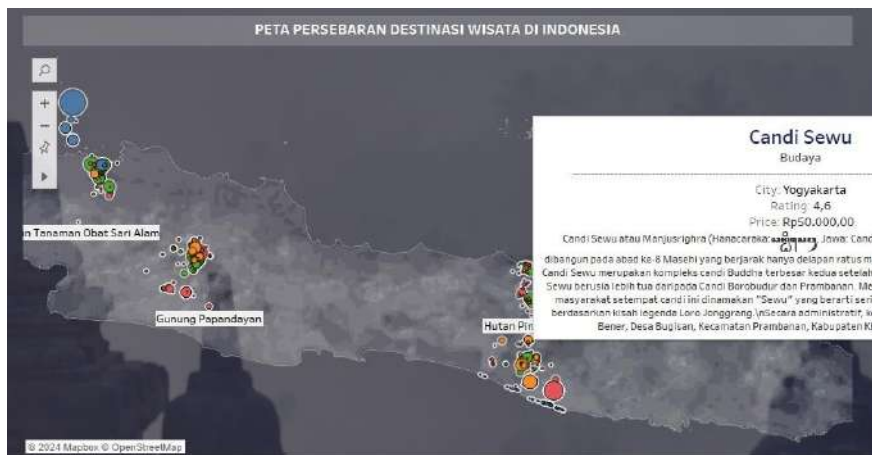 PETA PERSEBARAN DESTINASI WISATA DI INDONESIA
n Tanaman Obat Sari Alam
Gunung Papandayan
Hutan Pin
Candi Sewu
Budaya
City: Yogyakarta
Rating: 4,6
Price: Rp50.000,00
Candi Sewu atau Manjusrighra (Hanacaraka: Jawa: Cand
dibangun pada abad ke-8 Masehi yang berjarak hanya delapan ratus m
Candi Sewu merupakan kompleks candi Buddha terbesar kedua setelah
Sewu berusia lebih tua daripada Candi Borobudur dan Prambanan. Me
masyarakat setempat candi ini dinamakan "Sewu" yang berarti seri
berdasarkan kisah legenda Loro Jonggrang.\nSecara administratif, k
Bener, Desa Bugisan, Kecamatan Prambanan, Kabupaten Kl
© 2024 Mapbox © OpenStreetMap